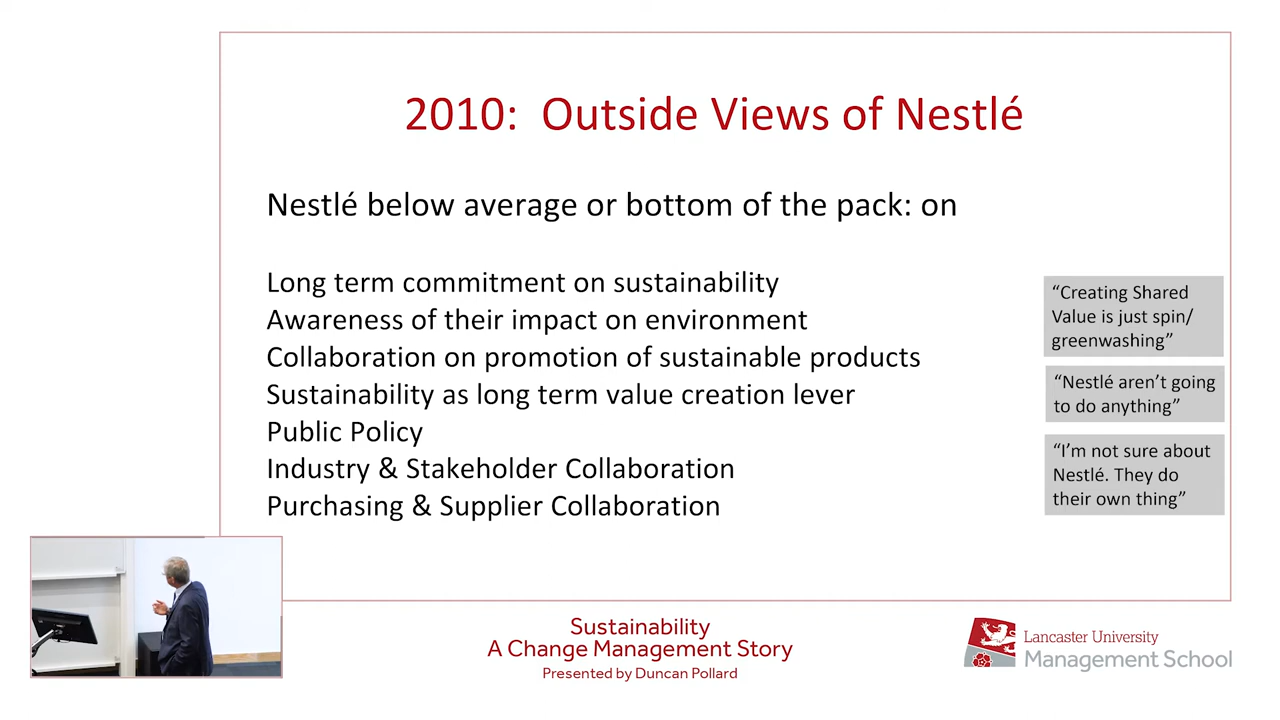 2010: Outside Views of Nestlé
Nestlé below average or bottom of the pack: on
Long term commitment on sustainability
Awareness of their impact on environment
Collaboration on promotion of sustainable products
Sustainability as long term value creation lever
Public Policy
Industry & Stakeholder Collaboration
Purchasing & Supplier Collaboration
“Creating Shared
Value is just spin/
greenwashing”
“Nestlé aren’t going
to do anything”
“I’m not sure about
Nestlé. They do
their own thing”
Sustainability
A Change Management Story
Presented by Duncan Pollard
Lancaster University
Management School